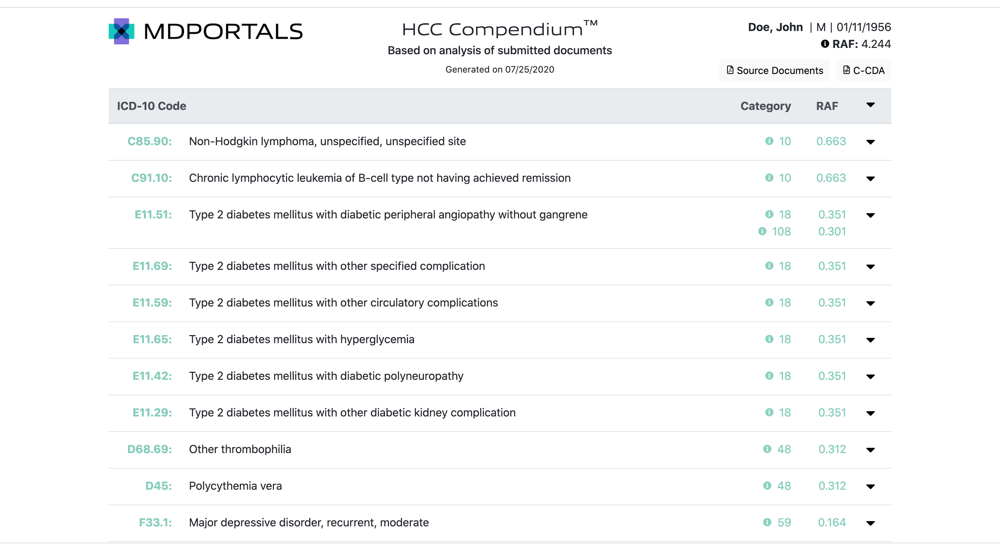 MDPORTALS
HCC Compendium™
Based on analysis of submitted documents
Generated on 07/25/2020
Doe, John | M | 01/11/1956
RAF: 4.244
Source Documents C-CDA
ICD-10 Code Category RAF
C85.90: Non-Hodgkin lymphoma, unspecified, unspecified site 10 0.663
C91.10: Chronic lymphocytic leukemia of B-cell type not having achieved remission 10 0.663
E11.51: Type 2 diabetes mellitus with diabetic peripheral angiopathy without gangrene 18 0.351
108 0.301
E11.69: Type 2 diabetes mellitus with other specified complication 18 0.351
E11.59: Type 2 diabetes mellitus with other circulatory complications 18 0.351
E11.65: Type 2 diabetes mellitus with hyperglycemia 18 0.351
E11.42: Type 2 diabetes mellitus with diabetic polyneuropathy 18 0.351
E11.29: Type 2 diabetes mellitus with other diabetic kidney complication 18 0.351
D68.69: Other thrombophilia 48 0.312
D45: Polycythemia vera 48 0.312
F33.1: Major depressive disorder, recurrent, moderate 59 0.164